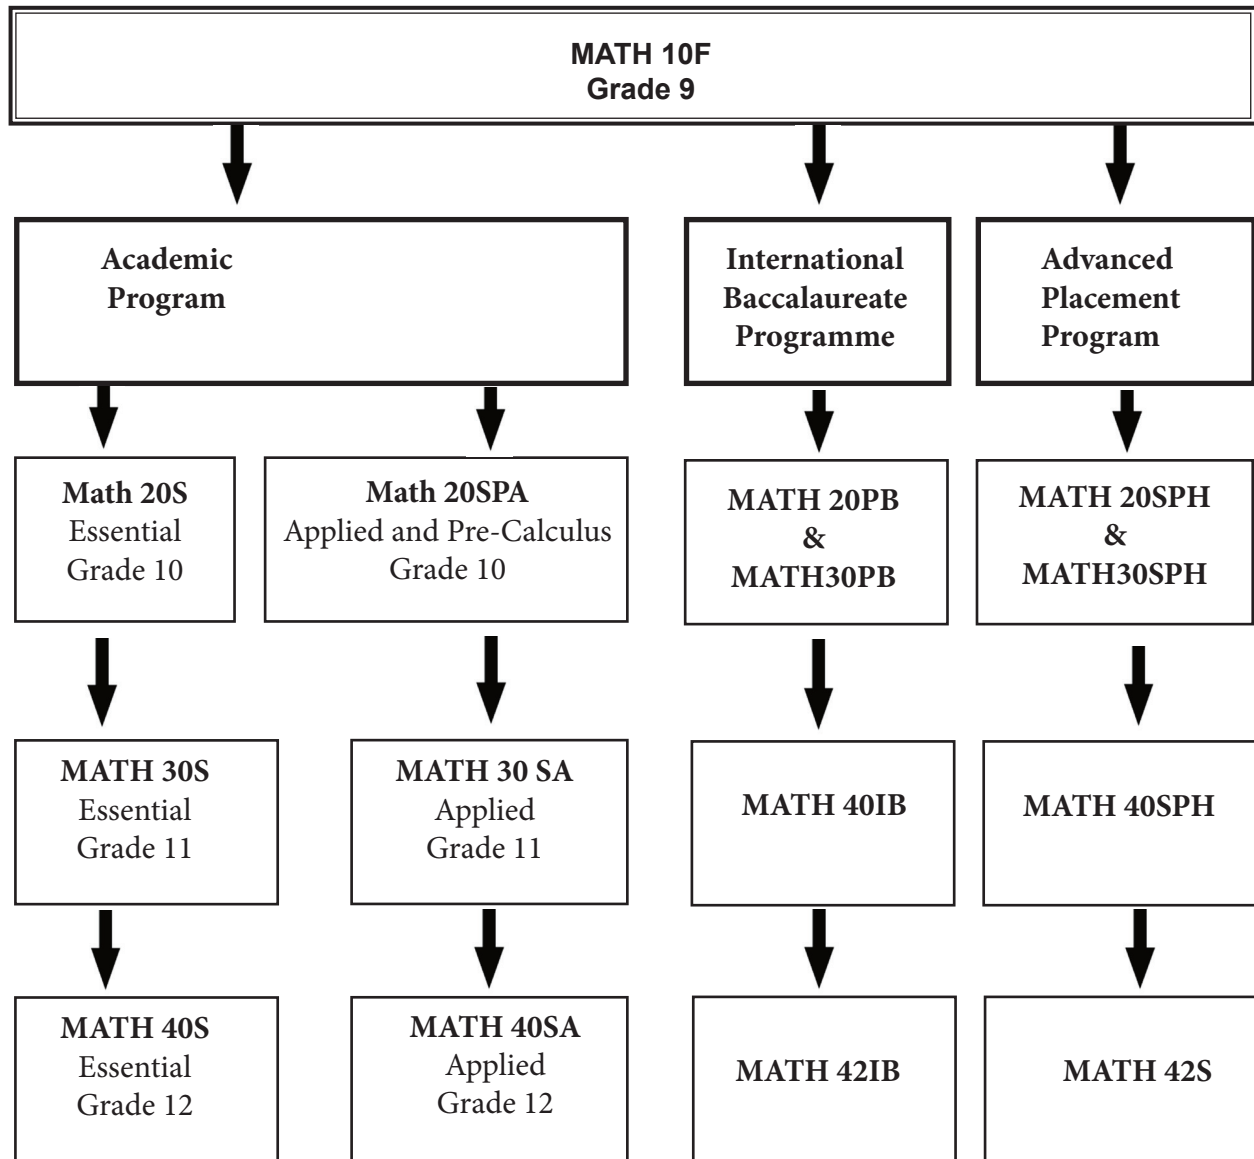 MATH 10F
Grade 9
Academic
Program
International
Baccalaureate
Programme
Advanced
Placement
Program
Math 20S
Essential
Grade 10
Math 20SPA
Applied and Pre-Calculus
Grade 10
MATH 20PB
&
MATH30PB
MATH 20SPH
&
MATH30SPH
MATH 30S
Essential
Grade 11
MATH 30 SA
Applied
Grade 11
MATH 40IB
MATH 40SPH
MATH 40S
Essential
Grade 12
MATH 40SA
Applied
Grade 12
MATH 42IB
MATH 42S